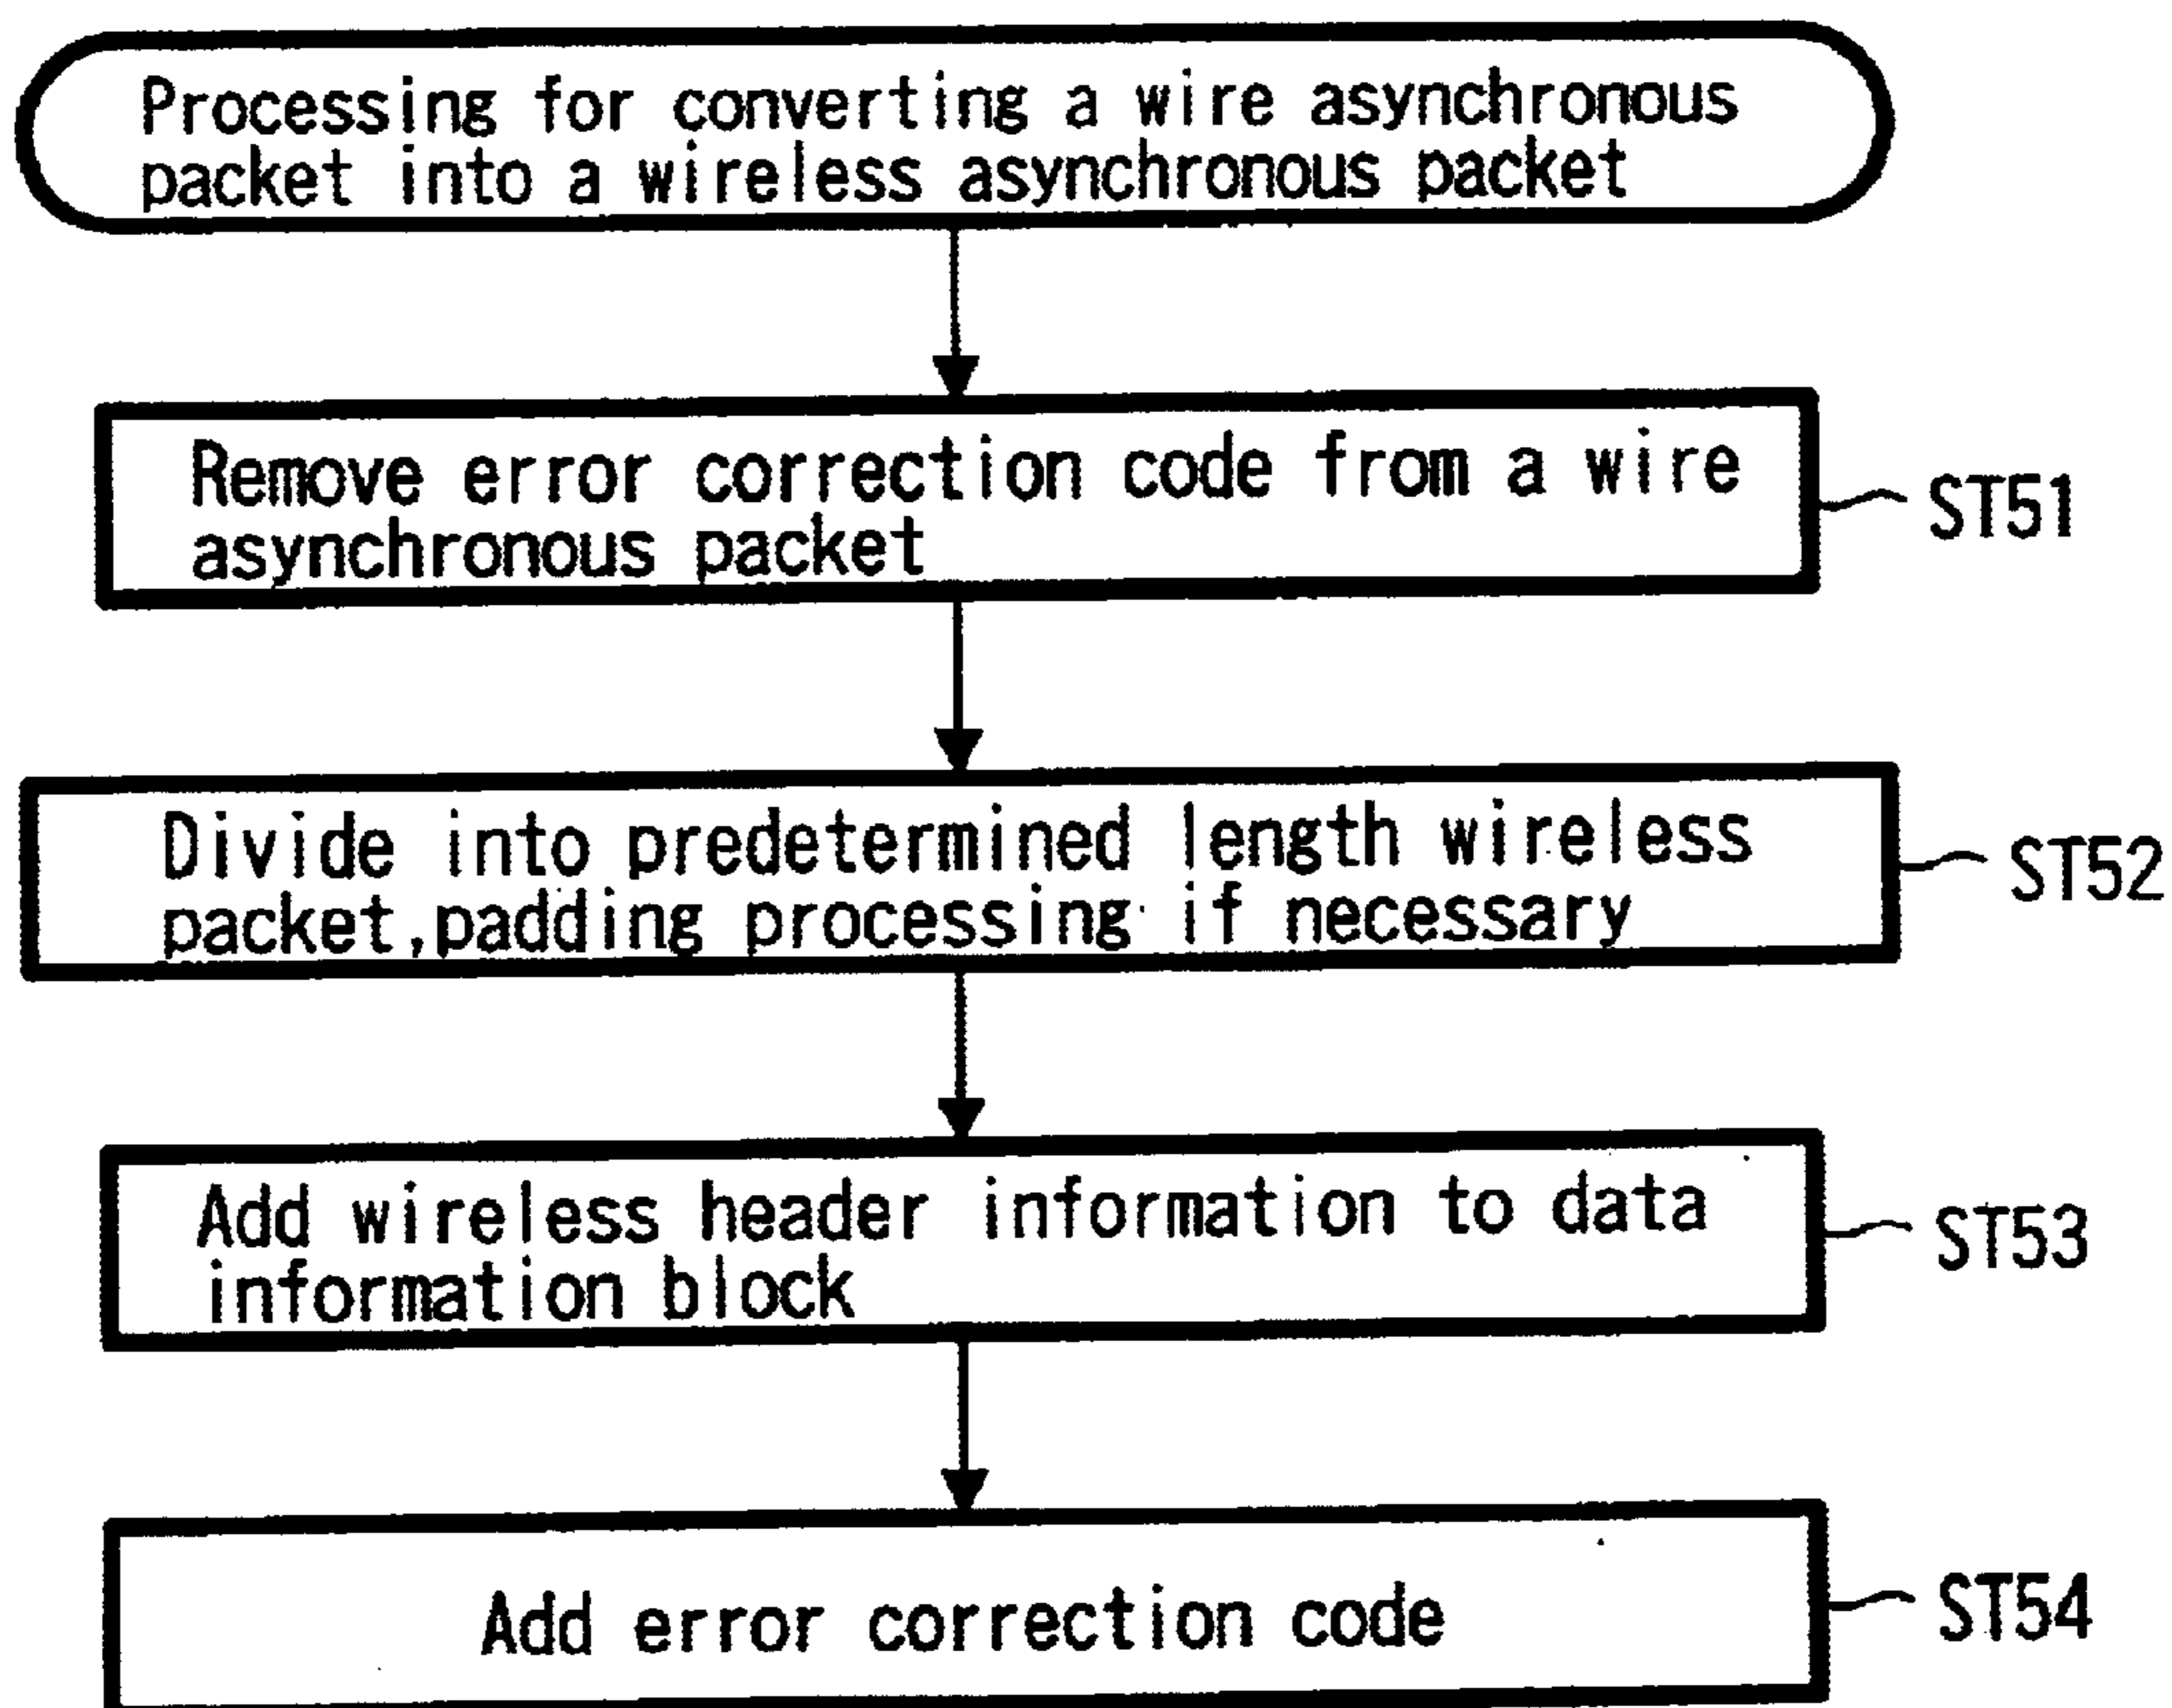 Processing for converting a wire asynchronous
packet into a wireless asynchronous packet
Remove error correction code from a wire
asynchronous packet
ST51
Divide into predetermined length wireless
packet,padding processing if necessary
ST52
Add wireless header information to data
information block
ST53
Add error correction code
ST54